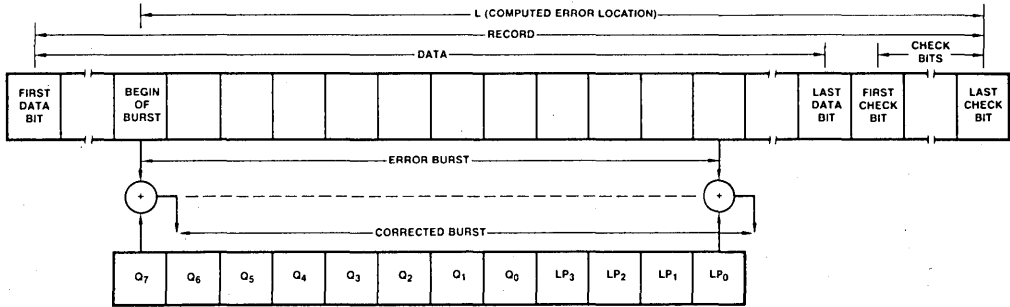 L (COMPUTED ERROR LOCATION)
RECORD
DATA
CHECK BITS
FIRST DATA BIT
BEGIN OF BURST
LAST DATA BIT
FIRST CHECK BIT
LAST CHECK BIT
ERROR BURST
+ +
CORRECTED BURST
Q7 Q6 Q5 Q4 Q3 Q2 Q1 Q0 LP3 LP2 LP1 LP0